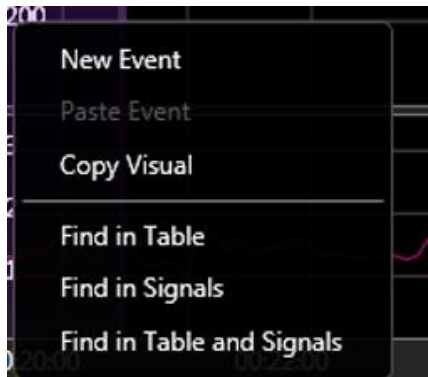 200
New Event
Paste Event
Copy Visual
Find in Table
Find in Signals
Find in Table and Signals
0:20:00 00:22:00